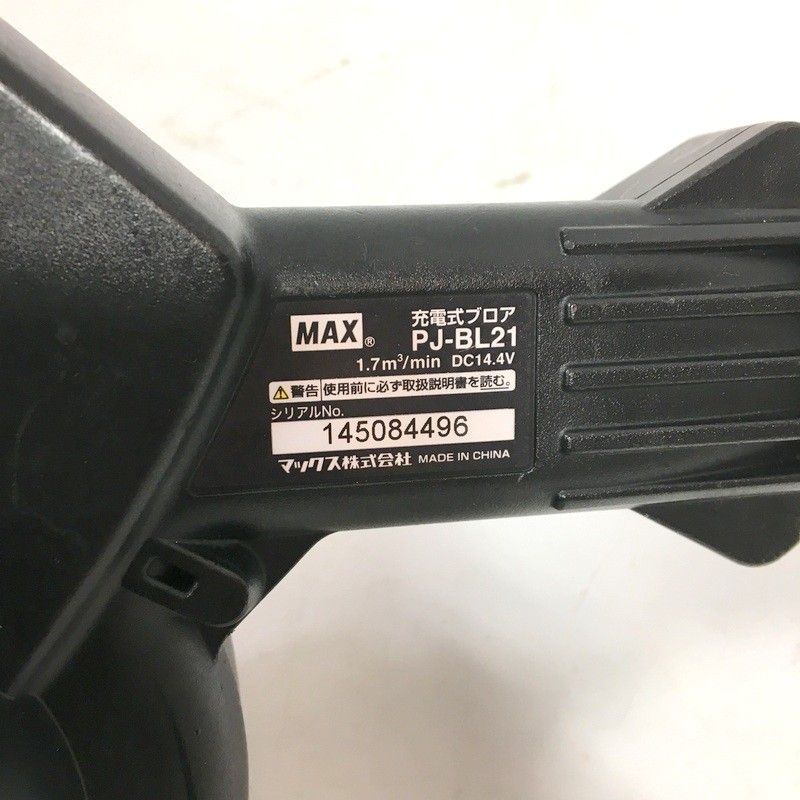 MAX®
充電式ブロア
PJ-BL21
1.7m³/min DC14.4V
⚠警告 使用前に必ず取扱説明書を読む。
シリアルNo.
145084496
マックス株式会社 MADE IN CHINA